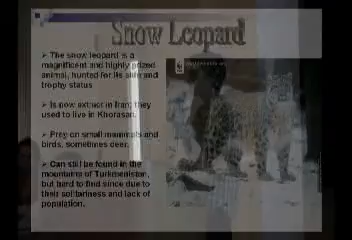 Snow Leopard
➢ The snow leopard is a
magnificent and highly prized
animal, hunted for its skin and
trophy status
➢ Is now extinct in Iran; they
used to live in Khorasan.
➢ Prey on small mammals and
birds, sometimes deer.
➢ Can still be found in the
mountains of Turkmenistan,
but hard to find since due to
their solitariness and lack of
population.